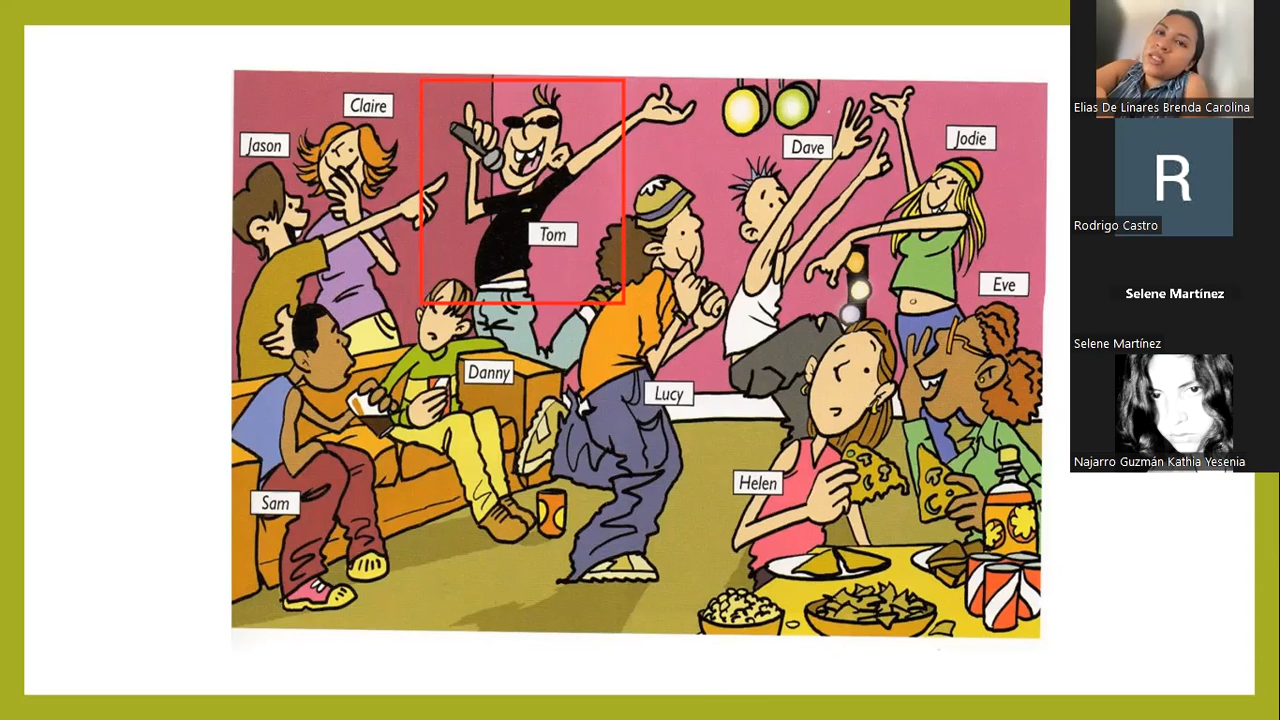 Claire
Jason
Tom
Dave
Jodie
Eve
Danny
Lucy
Helen
Sam
Elias De Linares Brenda Carolina
R
Rodrigo Castro
Selene Martínez
Selene Martínez
Najarro Guzmán Kathia Yesenia